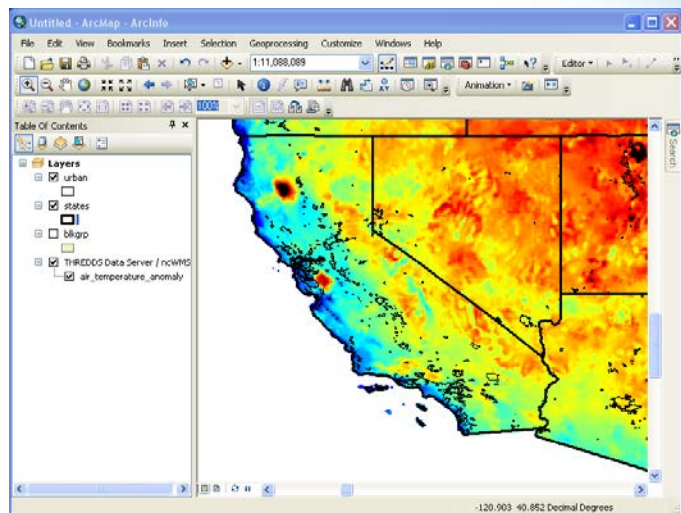 Untitled - ArcMap - ArcInfo
File Edit View Bookmarks Insert Selection Geoprocessing Customize Windows Help
1:11,088,089
Editor
Animation
100%
Table Of Contents
Layers
urban
states
blkgrp
THREDDS Data Server / ncWMS
air_temperature_anomaly
Search
-120.903 40.852 Decimal Degrees